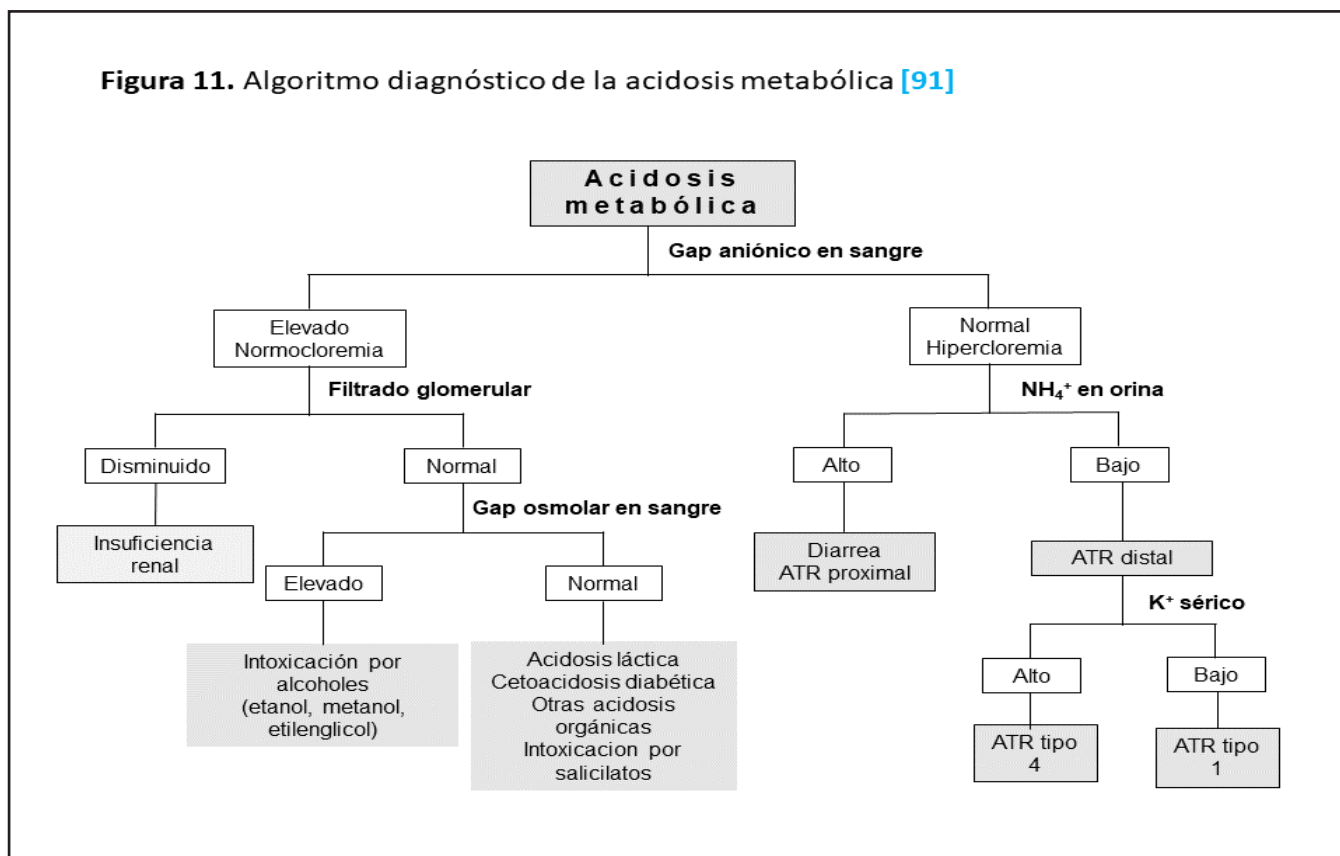 Figura 11. Algoritmo diagnóstico de la acidosis metabólica [91]
Acidosis
metabólica
Gap aniónico en sangre
Elevado
Normocloremia
Normal
Hipercloremia
Filtrado glomerular
NH₄⁺ en orina
Disminuido
Normal
Alto
Bajo
Gap osmolar en sangre
Insuficiencia
renal
Diarrea
ATR proximal
ATR distal
Elevado
Normal
K⁺ sérico
Intoxicación por
alcoholes
(etanol, metanol,
etilenglicol)
Acidosis láctica
Cetoacidosis diabética
Otras acidosis
orgánicas
Intoxicacion por
salicilatos
Alto
Bajo
ATR tipo
4
ATR tipo
1